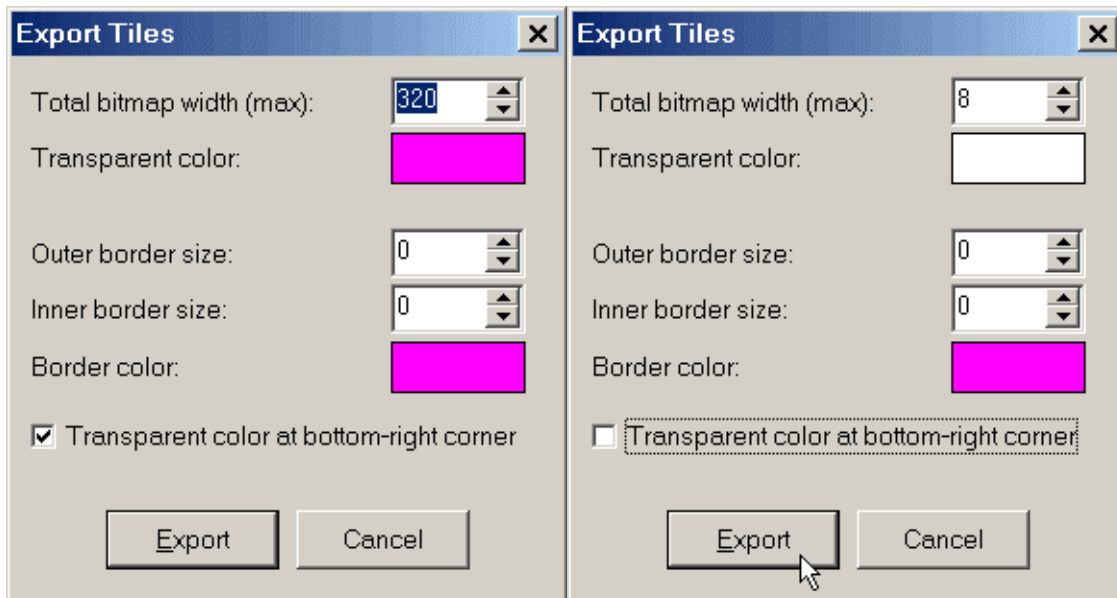 Export Tiles
Total bitmap width (max): 320
Transparent color:
Outer border size: 0
Inner border size: 0
Border color:
Transparent color at bottom-right corner
Export Cancel
Export Tiles
Total bitmap width (max): 8
Transparent color:
Outer border size: 0
Inner border size: 0
Border color:
Transparent color at bottom-right corner
Export Cancel